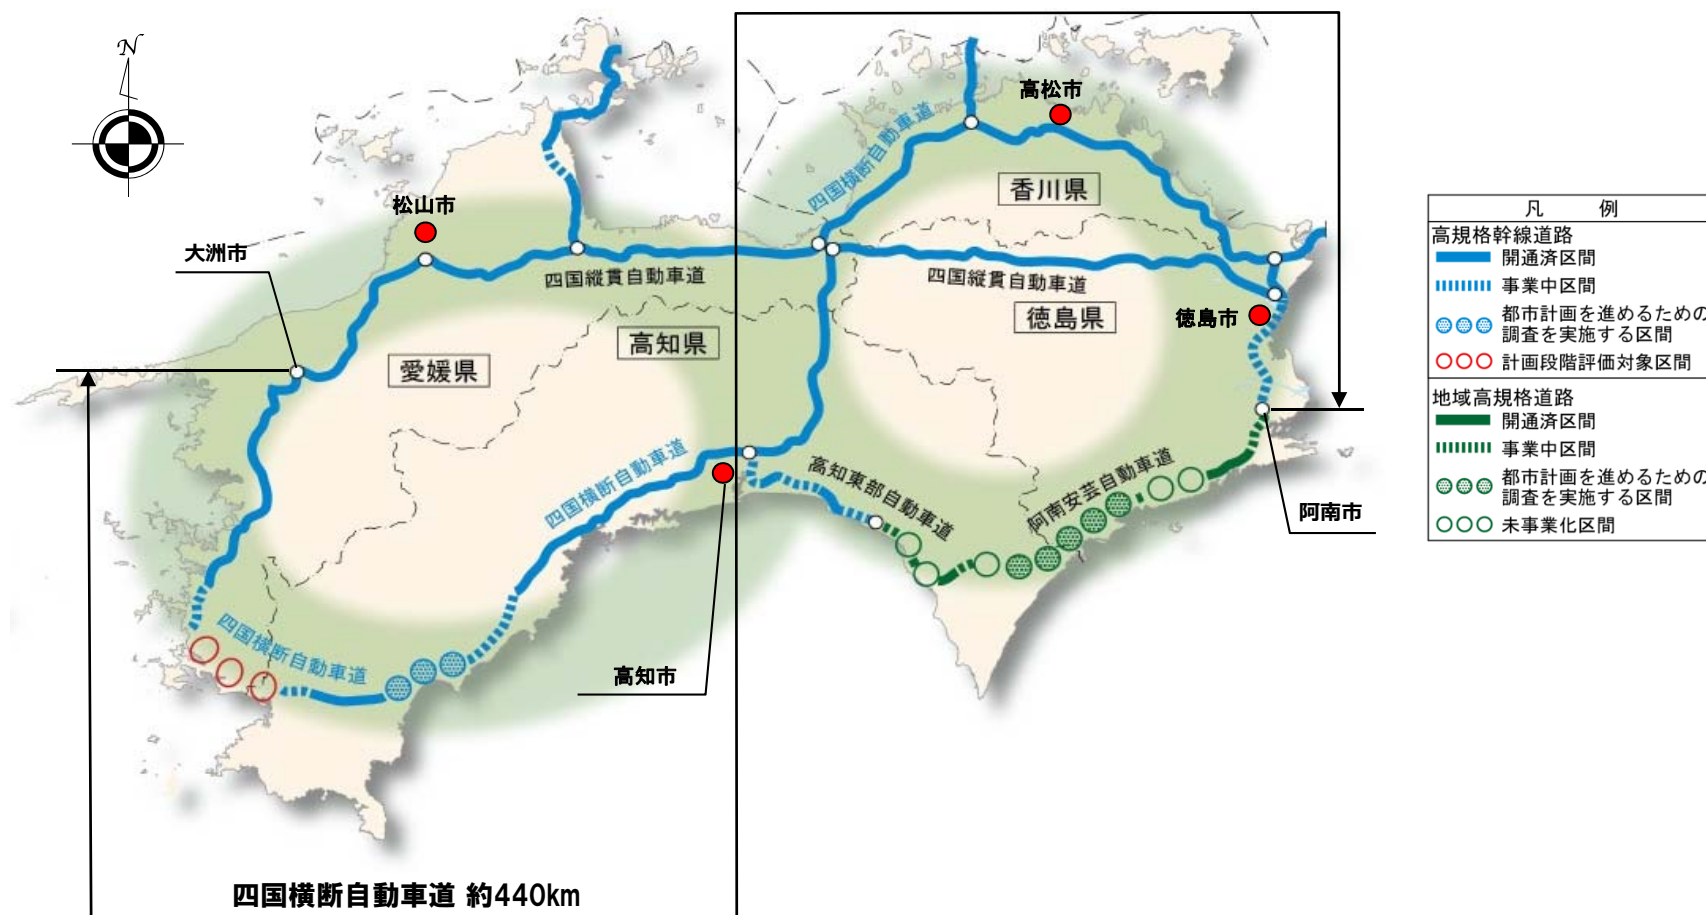 N
高松市
四国横断自動車道
香川県
松山市
大洲市
四国縦貫自動車道
四国縦貫自動車道
徳島県
徳島市
高知県
愛媛県
四国横断自動車道
高知東部自動車道
阿南安芸自動車道
阿南市
四国横断自動車道
高知市
四国横断自動車道 約440km
凡 例
高規格幹線道路
開通済区間
事業中区間
都市計画を進めるための
調査を実施する区間
計画段階評価対象区間
地域高規格道路
開通済区間
事業中区間
都市計画を進めるための
調査を実施する区間
未事業化区間